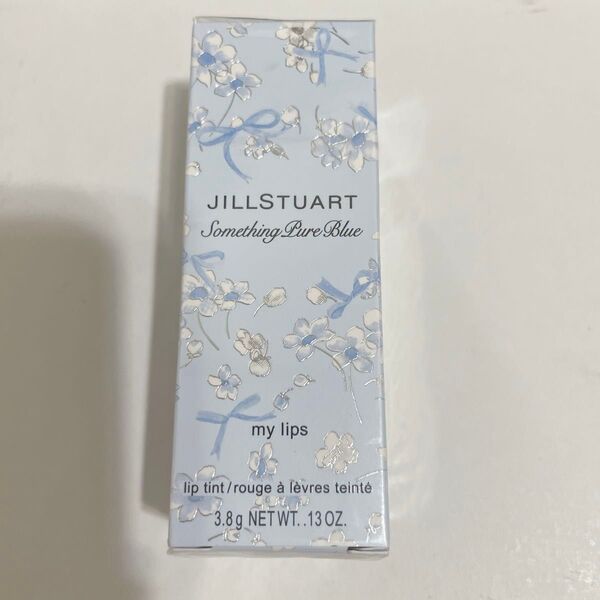 JILLSTUART
Something Pure Blue
my lips
lip tint/rouge à lèvres teinté
3.8g NET WT. .13 OZ.